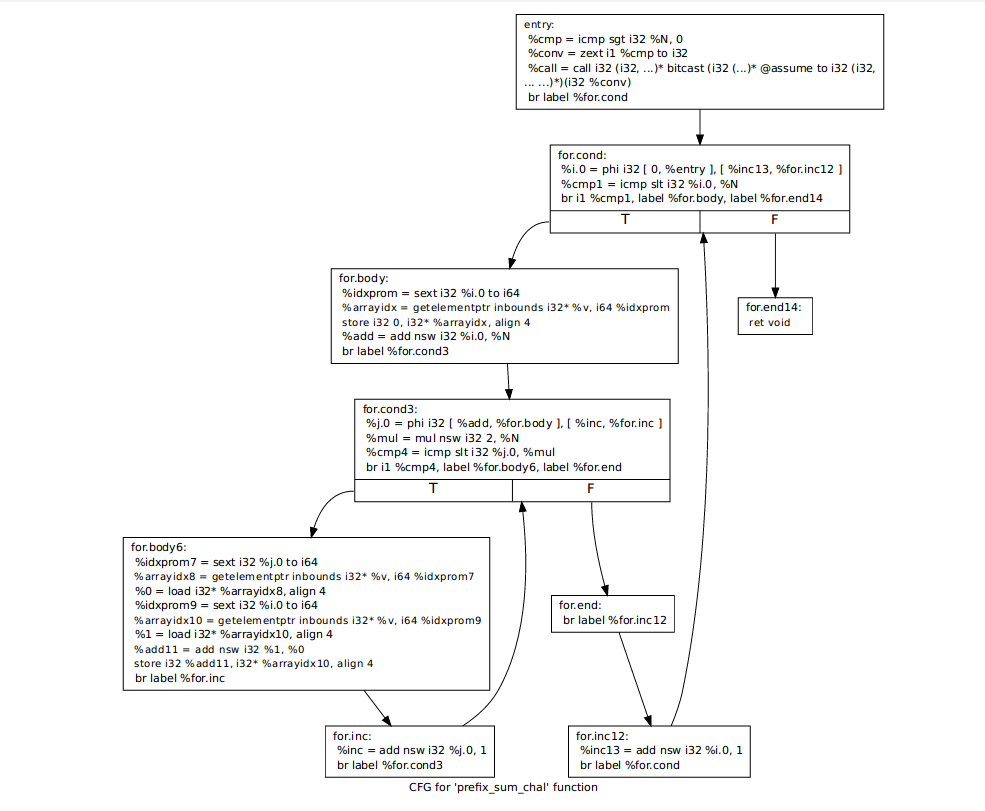 entry:
%cmp = icmp sgt i32 %N, 0
%conv = zext i1 %cmp to i32
%call = call i32 (i32, ...)* bitcast (i32 (...)* @assume to i32 (i32,
... ...)*)(i32 %conv)
br label %for.cond
for.cond:
%i.0 = phi i32 [ 0, %entry ], [ %inc13, %for.inc12 ]
%cmp1 = icmp slt i32 %i.0, %N
br i1 %cmp1, label %for.body, label %for.end14
T F
for.body:
%idxprom = sext i32 %i.0 to i64
%arrayidx = getelementptr inbounds i32* %v, i64 %idxprom
store i32 0, i32* %arrayidx, align 4
%add = add nsw i32 %i.0, %N
br label %for.cond3
for.end14:
ret void
for.cond3:
%j.0 = phi i32 [ %add, %for.body ], [ %inc, %for.inc ]
%mul = mul nsw i32 2, %N
%cmp4 = icmp slt i32 %j.0, %mul
br i1 %cmp4, label %for.body6, label %for.end
T F
for.body6:
%idxprom7 = sext i32 %j.0 to i64
%arrayidx8 = getelementptr inbounds i32* %v, i64 %idxprom7
%0 = load i32* %arrayidx8, align 4
%idxprom9 = sext i32 %i.0 to i64
%arrayidx10 = getelementptr inbounds i32* %v, i64 %idxprom9
%1 = load i32* %arrayidx10, align 4
%add11 = add nsw i32 %1, %0
store i32 %add11, i32* %arrayidx10, align 4
br label %for.inc
for.end:
br label %for.inc12
for.inc:
%inc = add nsw i32 %j.0, 1
br label %for.cond3
for.inc12:
%inc13 = add nsw i32 %i.0, 1
br label %for.cond
CFG for 'prefix_sum_chal' function